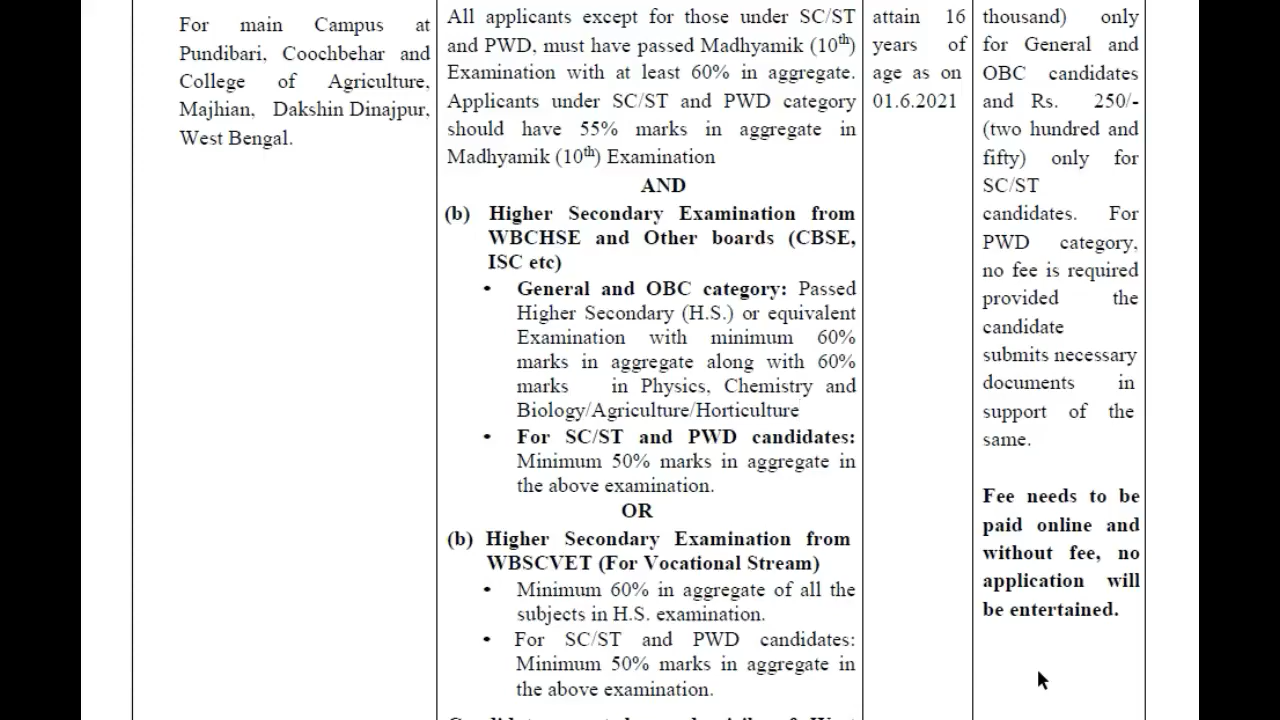 For main Campus at
Pundibari, Coochbehar and
College of Agriculture,
Majhian, Dakshin Dinajpur,
West Bengal.
All applicants except for those under SC/ST
and PWD, must have passed Madhyamik (10th)
Examination with at least 60% in aggregate.
Applicants under SC/ST and PWD category
should have 55% marks in aggregate in
Madhyamik (10th) Examination
AND
(b) Higher Secondary Examination from
WBCHSE and Other boards (CBSE,
ISC etc)
• General and OBC category: Passed
Higher Secondary (H.S.) or equivalent
Examination with minimum 60%
marks in aggregate along with 60%
marks in Physics, Chemistry and
Biology/Agriculture/Horticulture
• For SC/ST and PWD candidates:
Minimum 50% marks in aggregate in
the above examination.
OR
(b) Higher Secondary Examination from
WBSCVET (For Vocational Stream)
• Minimum 60% in aggregate of all the
subjects in H.S. examination.
• For SC/ST and PWD candidates:
Minimum 50% marks in aggregate in
the above examination.
attain 16
years of
age as on
01.6.2021
thousand) only
for General and
OBC candidates
and Rs. 250/-
(two hundred and
fifty) only for
SC/ST
candidates. For
PWD category,
no fee is required
provided the
candidate
submits necessary
documents in
support of the
same.
Fee needs to be
paid online and
without fee, no
application will
be entertained.